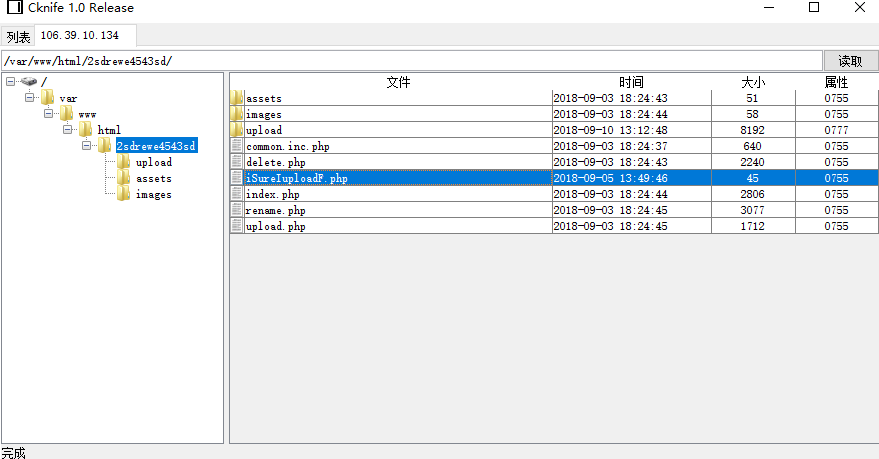 Cknife 1.0 Release
列表 106.39.10.134
/var/www/html/2sdrewe4543sd/ 读取
/
var
www
html
2sdrewe4543sd
upload
assets
images
文件 时间 大小 属性
assets 2018-09-03 18:24:43 51 0755
images 2018-09-03 18:24:44 58 0755
upload 2018-09-10 13:12:48 8192 0777
common.inc.php 2018-09-03 18:24:37 640 0755
delete.php 2018-09-03 18:24:43 2240 0755
iSureIuploadF.php 2018-09-05 13:49:46 45 0755
index.php 2018-09-03 18:24:44 2806 0755
rename.php 2018-09-03 18:24:45 3077 0755
upload.php 2018-09-03 18:24:45 1712 0755
完成